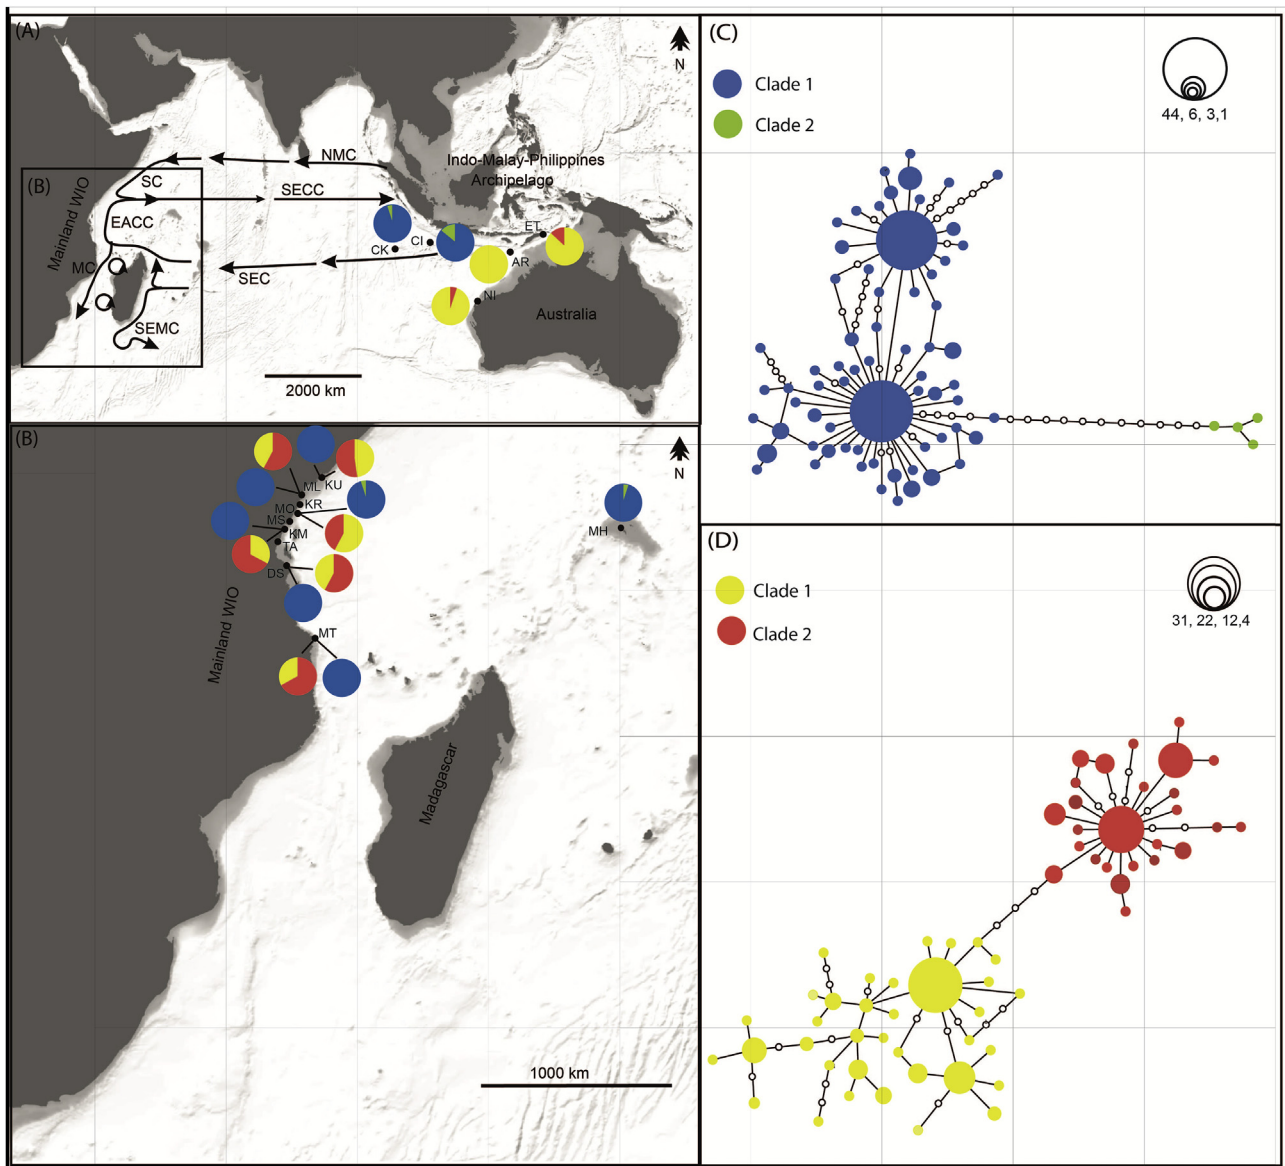 (A)
N
NMC
Indo-Malay-Philippines
Archipelago
(B)
SC
SECC
Mainland WIO
EACC
ET
CI
CK
AR
MC
SEC
NI
SEMC
Australia
2000 km
(C)
Clade 1
Clade 2
44, 6, 3,1
(B)
N
ML
KU
MO
KR
MS
KM
TA
DS
MH
Mainland WIO
MT
Madagascar
1000 km
(D)
Clade 1
Clade 2
31, 22, 12,4